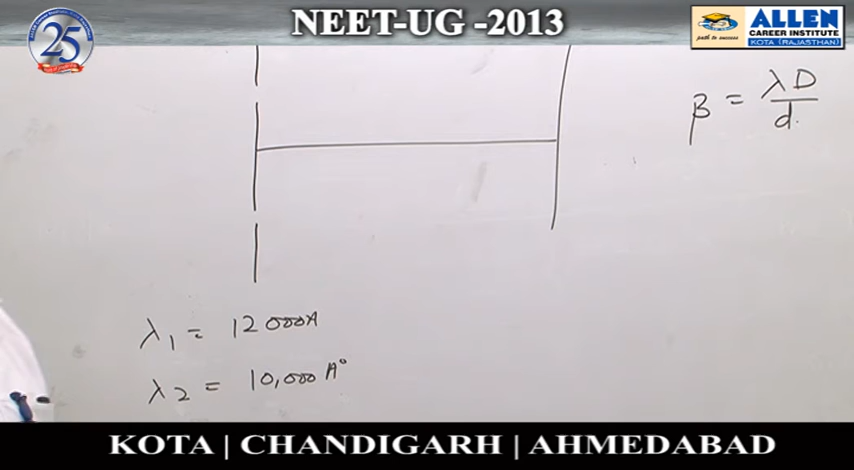 NEET-UG -2013
25
path to success
ALLEN
CAREER INSTITUTE
KOTA (RAJASTHAN)
β = λD/d
λ1 = 12000A
λ2 = 10,000 A°
KOTA | CHANDIGARH | AHMEDABAD